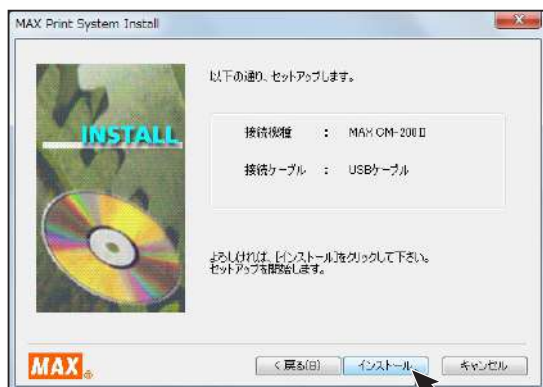 MAX Print System Install
以下の通り、セットアップします。
INSTALL
接続機種 : MAX CM-200Ⅱ
接続ケーブル : USBケーブル
よろしければ、[インストール]をクリックして下さい。
セットアップを開始します。
MAX®
< 戻る(B) インストール キャンセル